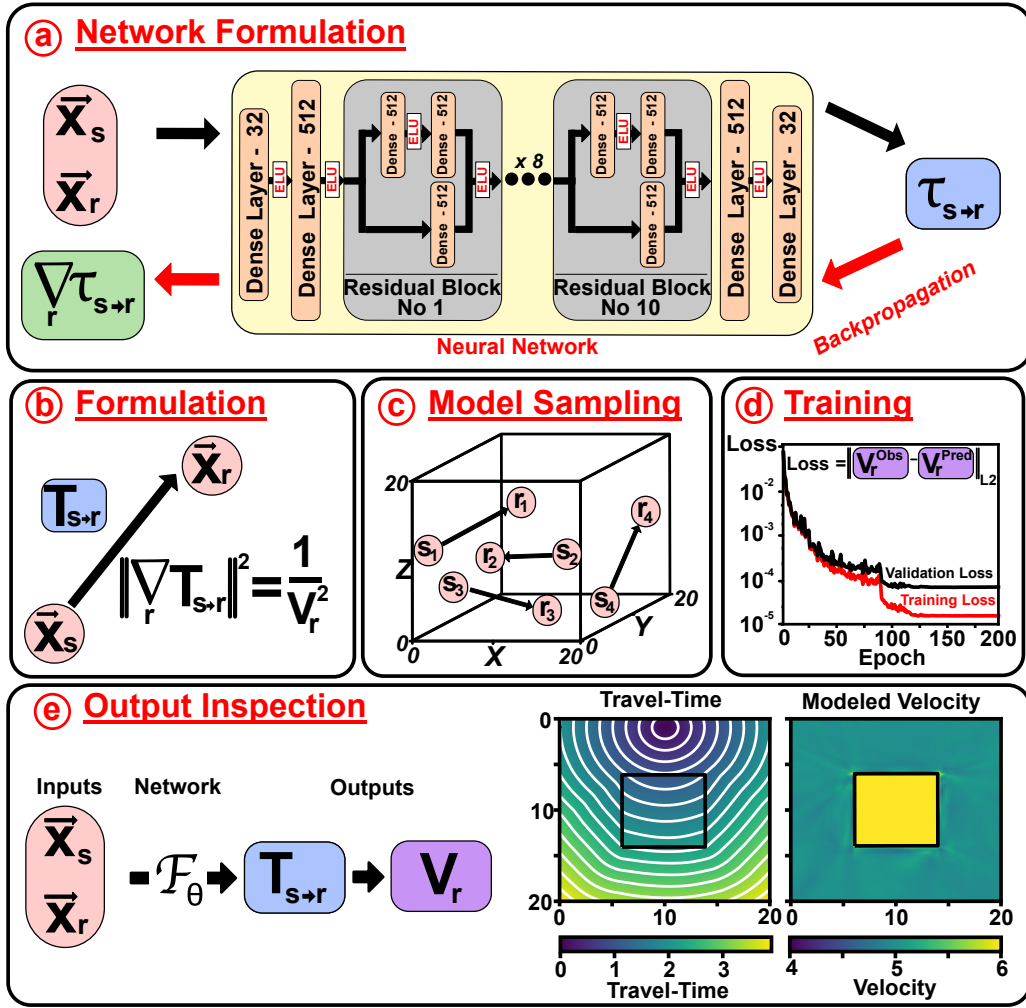 a Network Formulation
x⃗s
x⃗r
∇r τs→r
Dense Layer - 32
ELU
Dense Layer - 512
ELU
Dense - 512
ELU
Dense - 512
Dense - 512
ELU
Residual Block
No 1
x 8
Dense - 512
ELU
Dense - 512
Dense - 512
ELU
Residual Block
No 10
Dense Layer - 512
ELU
Dense Layer - 32
τs→r
Backpropagation
Neural Network
b Formulation
x⃗r
Ts→r
x⃗s
‖∇r Ts→r‖² = 1/Vr²
c Model Sampling
20
r1
r4
s1
r2
s2
Z
s3
r3
s4
20
Y
0
0
X
20
0
d Training
Loss
Loss = ‖Vr^Obs - Vr^Pred‖L2
10⁻²
10⁻³
10⁻⁴
Validation Loss
Training Loss
10⁻⁵
0 50 100 150 200
Epoch
e Output Inspection
Inputs
Network
Outputs
x⃗s
x⃗r
Fθ
Ts→r
Vr
Travel-Time
0
10
20
0 10 20
0 1 2 3 4
Travel-Time
Modeled Velocity
0 10 20
4 5 6
Velocity